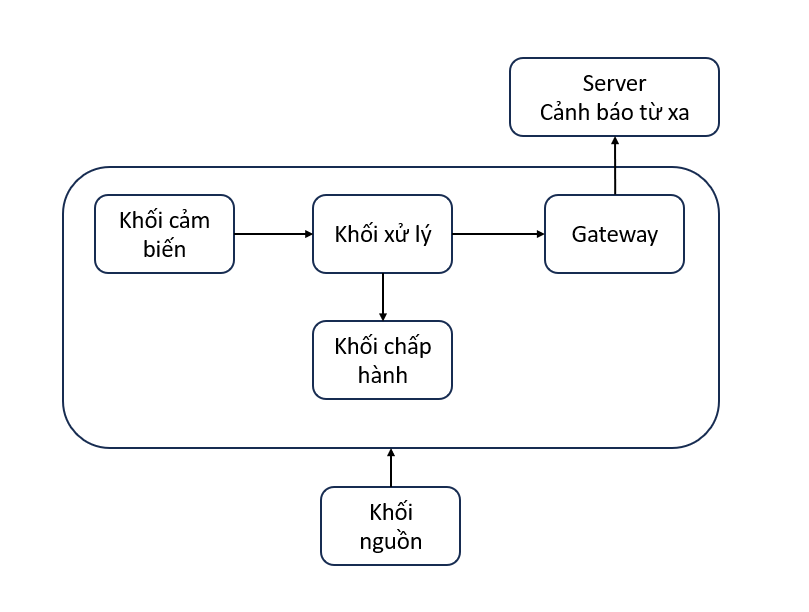 Server
Cảnh báo từ xa
Khối cảm
biến
Khối xử lý
Gateway
Khối chấp
hành
Khối
nguồn